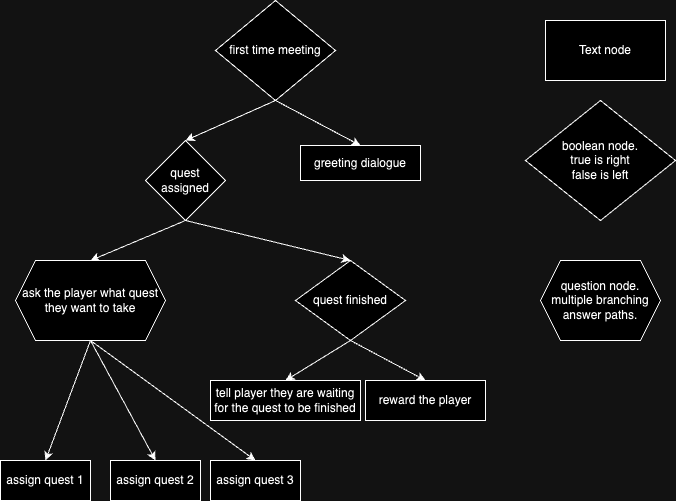 first time meeting
Text node
greeting dialogue
boolean node.
true is right
false is left
quest
assigned
ask the player what quest
they want to take
quest finished
question node.
multiple branching
answer paths.
tell player they are waiting
for the quest to be finished
reward the player
assign quest 1
assign quest 2
assign quest 3